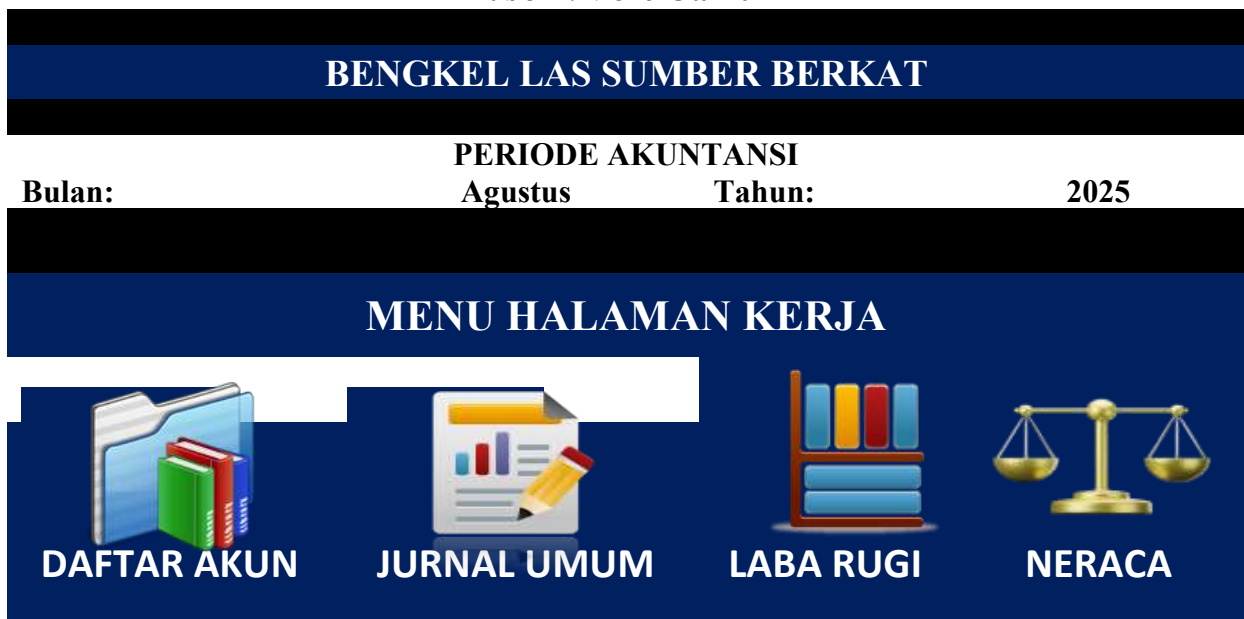 BENGKEL LAS SUMBER BERKAT
PERIODE AKUNTANSI
Bulan: Agustus Tahun: 2025
MENU HALAMAN KERJA
DAFTAR AKUN JURNAL UMUM LABA RUGI NERACA